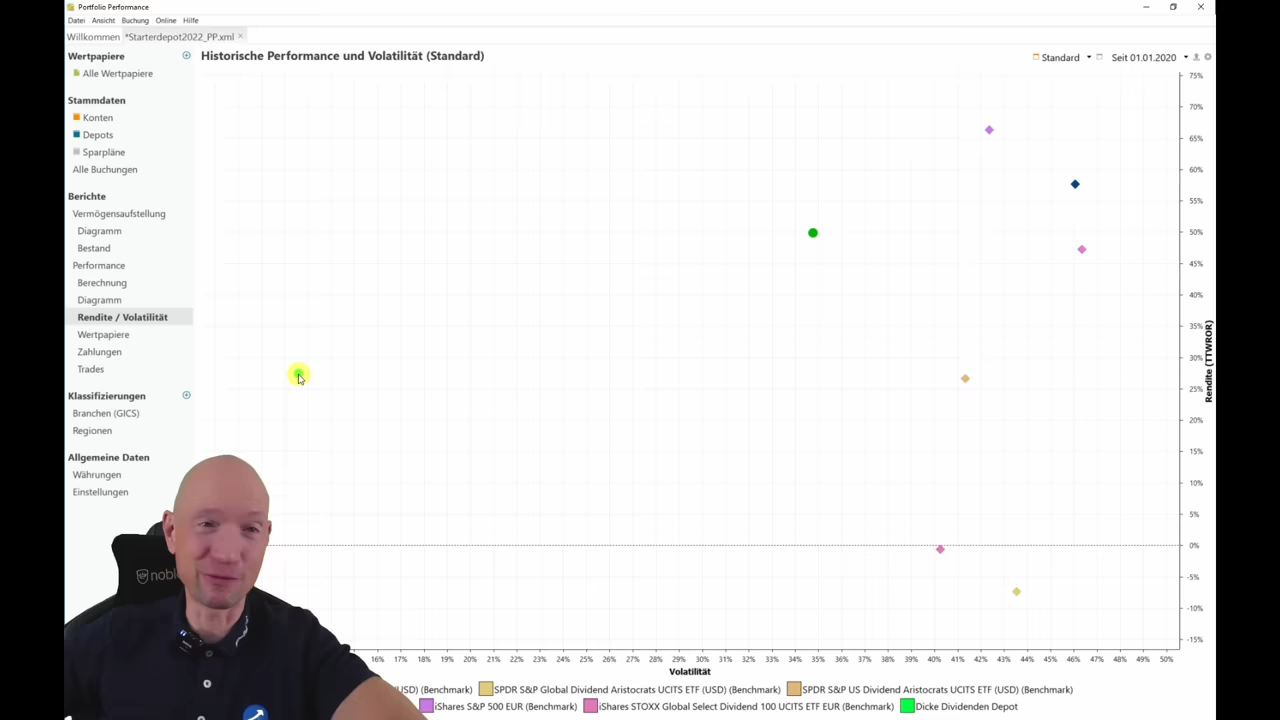 Portfolio Performance
Datei Ansicht Buchung Online Hilfe
Willkommen *Starterdepot2022_PP.xml
Wertpapiere
Historische Performance und Volatilität (Standard)
Standard Seit 01.01.2020
Alle Wertpapiere
Stammdaten
Konten
Depots
Sparpläne
Alle Buchungen
Berichte
Vermögensaufstellung
Diagramm
Bestand
Performance
Berechnung
Diagramm
Rendite / Volatilität
Wertpapiere
Zahlungen
Trades
Klassifizierungen
Branchen (GICS)
Regionen
Allgemeine Daten
Währungen
Einstellungen
75%
70%
65%
60%
55%
50%
45%
40%
35%
30%
25%
20%
15%
10%
5%
0%
-5%
-10%
-15%
Rendite (TTWROR)
16% 17% 18% 19% 20% 21% 22% 23% 24% 25% 26% 27% 28% 29% 30% 31% 32% 33% 34% 35% 36% 37% 38% 39% 40% 41% 42% 43% 44% 45% 46% 47% 48% 49% 50%
Volatilität
(USD) (Benchmark) SPDR S&P Global Dividend Aristocrats UCITS ETF (USD) (Benchmark) SPDR S&P US Dividend Aristocrats UCITS ETF (USD) (Benchmark)
iShares S&P 500 EUR (Benchmark) iShares STOXX Global Select Dividend 100 UCITS ETF EUR (Benchmark) Dicke Dividenden Depot